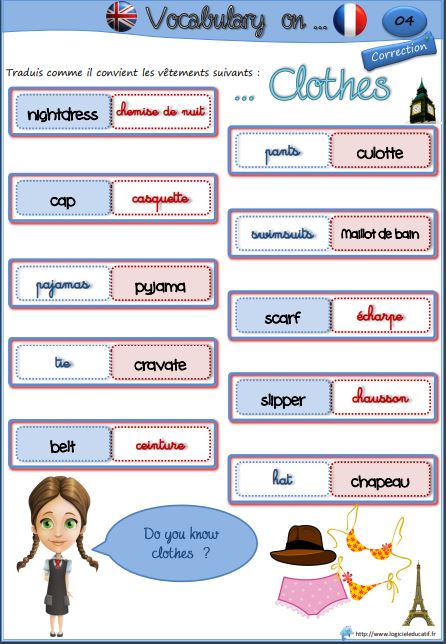 Vocabulary on ...
04
Correction
Traduis comme il convient les vêtements suivants :
... Clothes
nightdress chemise de nuit
cap casquette
pajamas pyjama
tie cravate
belt ceinture
pants culotte
swimsuits Maillot de bain
scarf écharpe
slipper chausson
hat chapeau
Do you know
clothes ?
http://www.logicieleducatif.fr